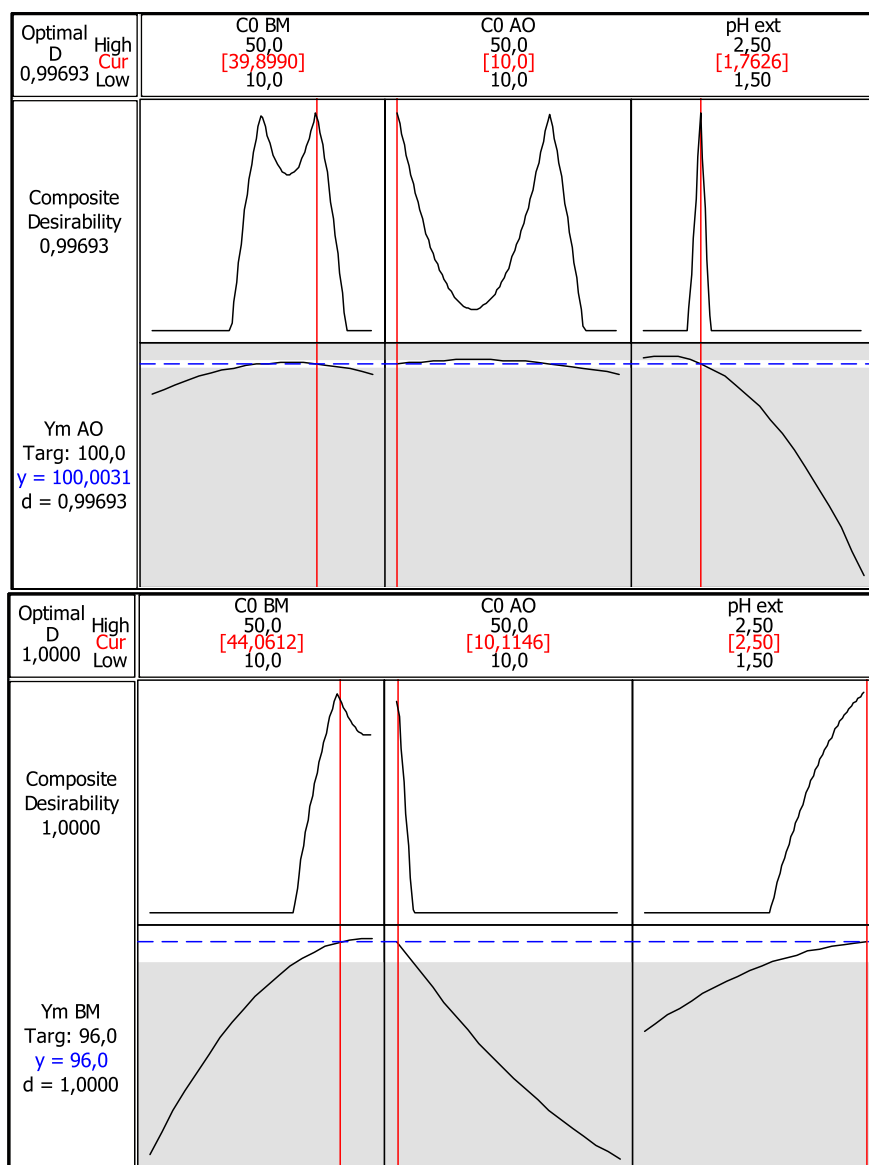 Optimal
D
0,99693
High
Cur
Low
C0 BM
50,0
[39,8990]
10,0
C0 AO
50,0
[10,0]
10,0
pH ext
2,50
[1,7626]
1,50
Composite
Desirability
0,99693
Ym AO
Targ: 100,0
y = 100,0031
d = 0,99693
Optimal
D
1,0000
High
Cur
Low
C0 BM
50,0
[44,0612]
10,0
C0 AO
50,0
[10,1146]
10,0
pH ext
2,50
[2,50]
1,50
Composite
Desirability
1,0000
Ym BM
Targ: 96,0
y = 96,0
d = 1,0000